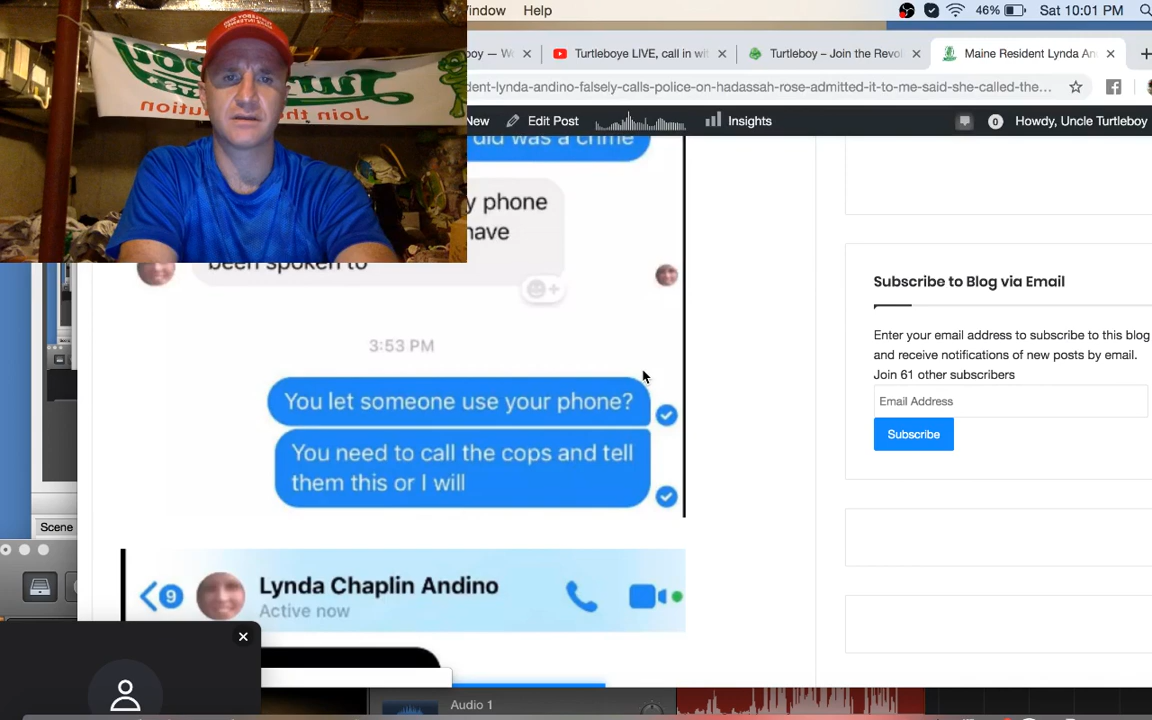 indow Help
46% Sat 10:01 PM
boy — Wo
Turtleboye LIVE, call in wit
Turtleboy – Join the Revol
Maine Resident Lynda An
dent-lynda-andino-falsely-calls-police-on-hadassah-rose-admitted-it-to-me-said-she-called-the…
New Edit Post Insights 0 Howdy, Uncle Turtleboy
did was a crime
y phone
have
been spoken to
3:53 PM
You let someone use your phone?
You need to call the cops and tell
them this or I will
9 Lynda Chaplin Andino
Active now
Subscribe to Blog via Email
Enter your email address to subscribe to this blog
and receive notifications of new posts by email.
Join 61 other subscribers
Email Address
Subscribe
Scene
Audio 1